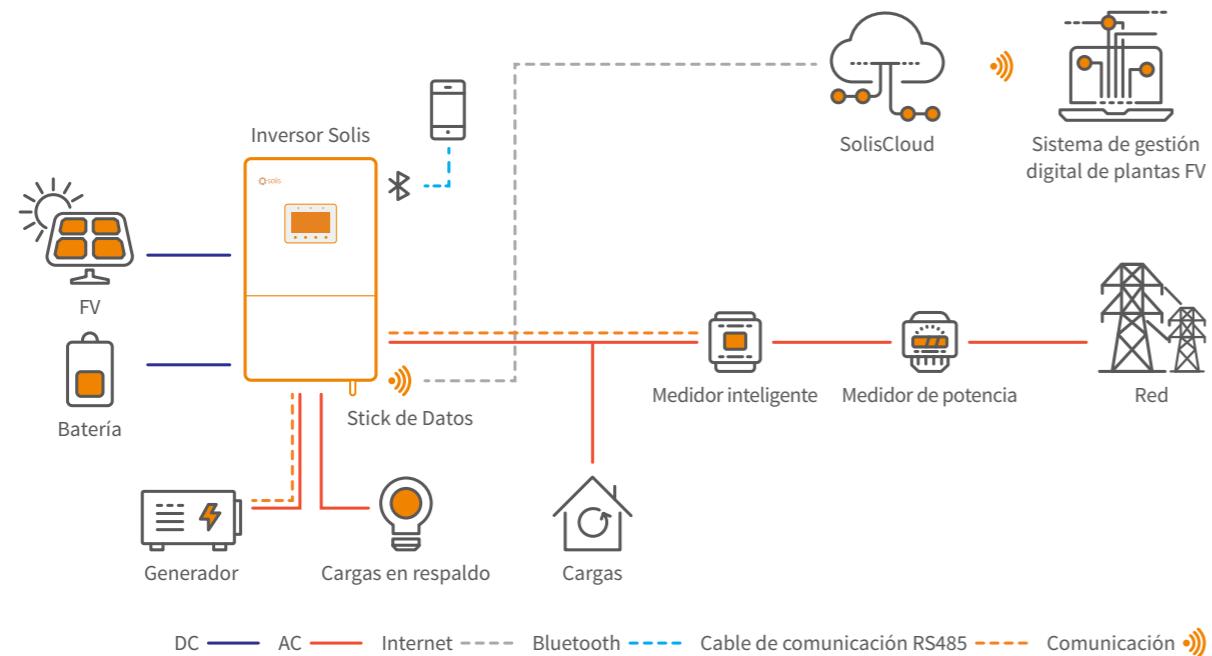 SolisCloud
Sistema de gestión
digital de plantas FV
Inversor Solis
solis
FV
Batería
Stick de Datos
Medidor inteligente
Medidor de potencia
Red
Generador
Cargas en respaldo
Cargas
DC
AC
Internet
Bluetooth
Cable de comunicación RS485
Comunicación